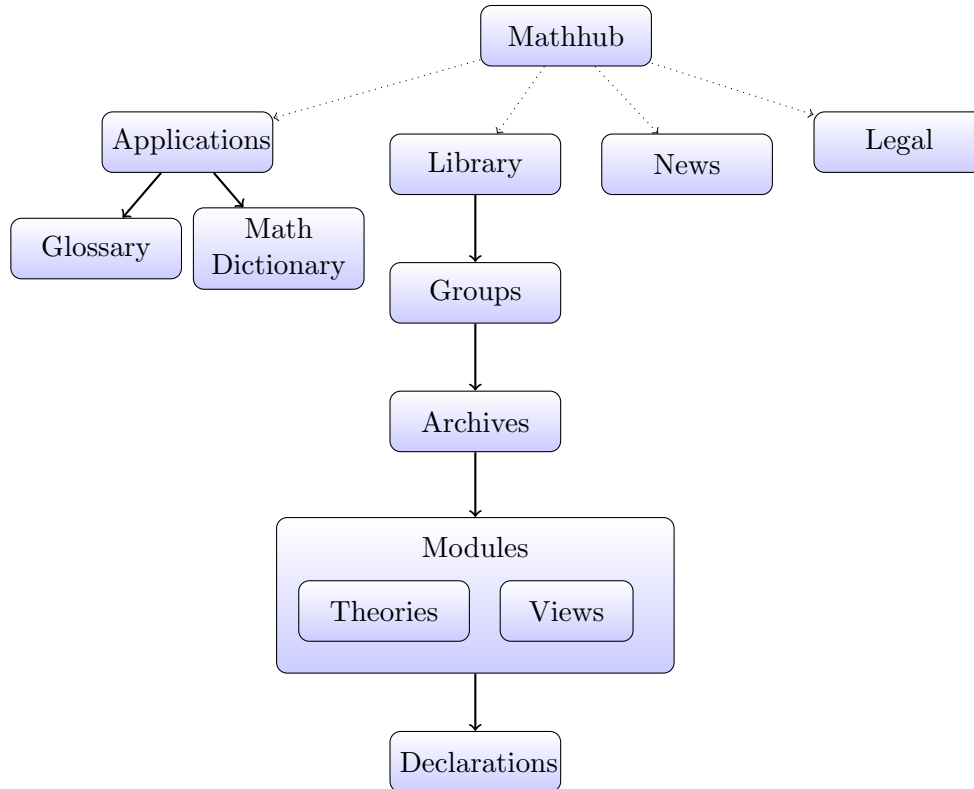 Mathhub
Applications
Library
News
Legal
Glossary
Math
Dictionary
Groups
Archives
Modules
Theories
Views
Declarations